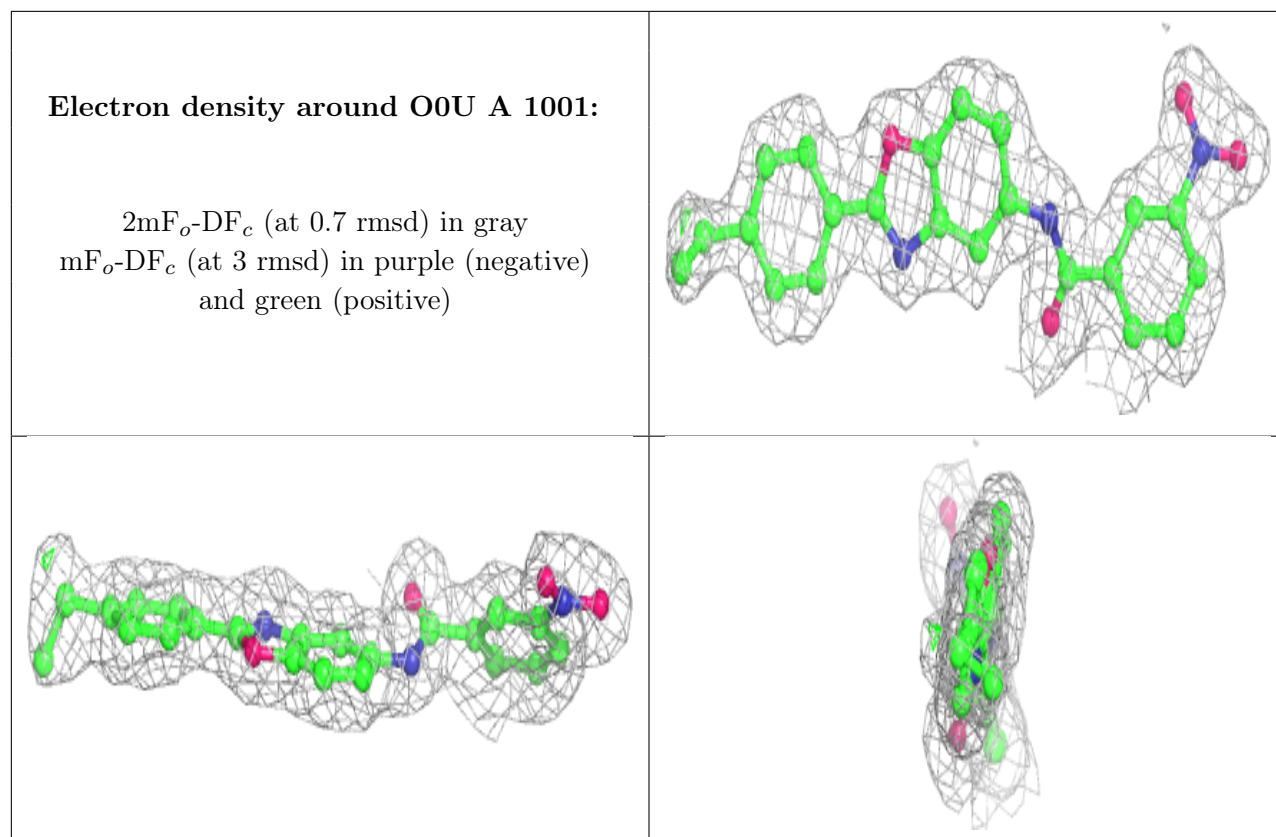 Electron density around O0U A 1001:
2mFₒ-DF𝒸 (at 0.7 rmsd) in gray
mFₒ-DF𝒸 (at 3 rmsd) in purple (negative)
and green (positive)